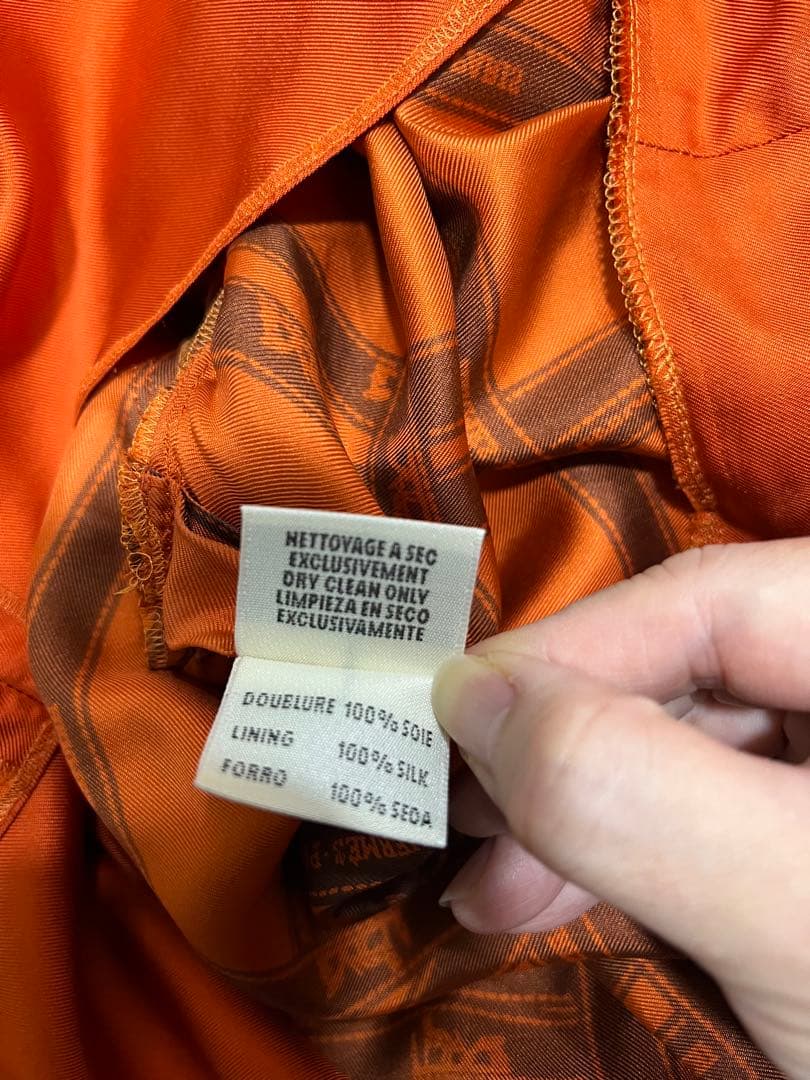 NETTOYAGE A SEC
EXCLUSIVEMENT
DRY CLEAN ONLY
LIMPIEZA EN SECO
EXCLUSIVAMENTE
DOUBLURE 100% SOIE
LINING 100% SILK
FORRO 100% SEDA
HERMÈS-P